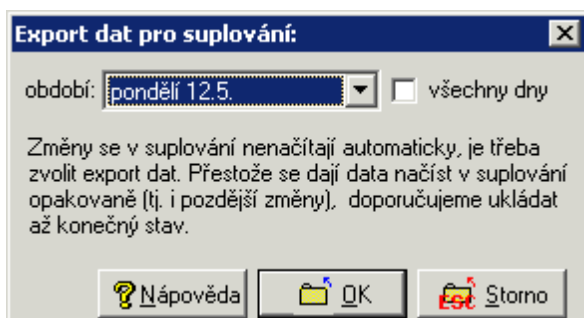 Export dat pro suplování:
období: pondělí 12.5. všechny dny
Změny se v suplování nenačítají automaticky, je třeba
zvolit export dat. Přestože se dají data načíst v suplování
opakovaně (tj. i pozdější změny), doporučujeme ukládat
až konečný stav.
Nápověda OK ESC Storno